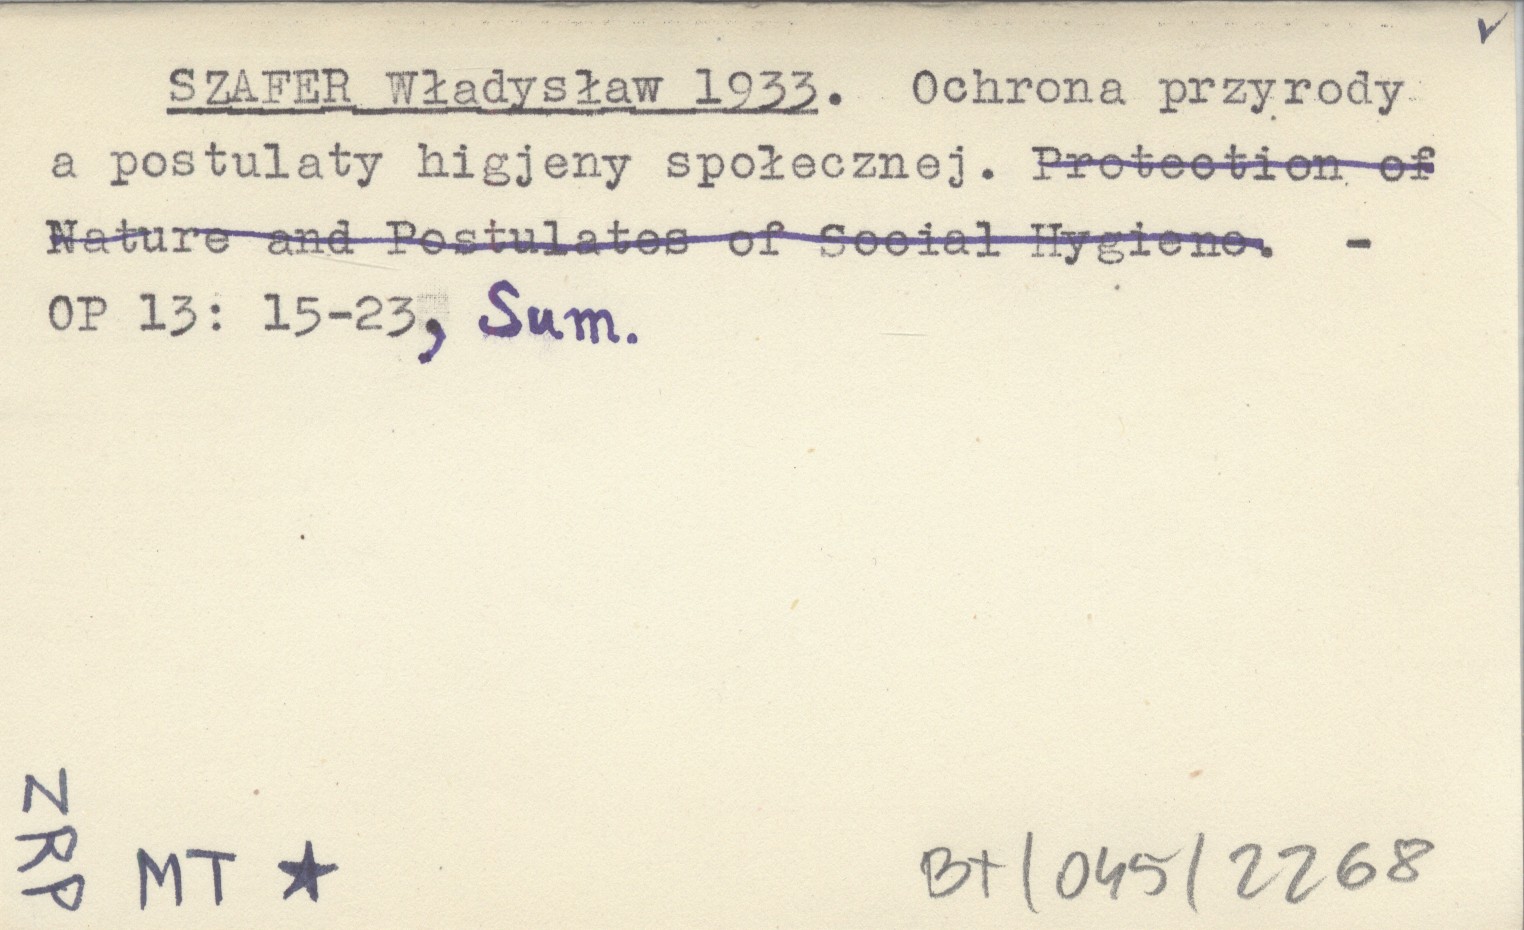 SZAFER Władysław 1933. Ochrona przyrody
a postulaty higjeny społecznej. Protection of
Nature and Postulates of Social Hygiene. -
OP 13: 15-23, Sum.
ZRP
MT ★
Bt/045/2268